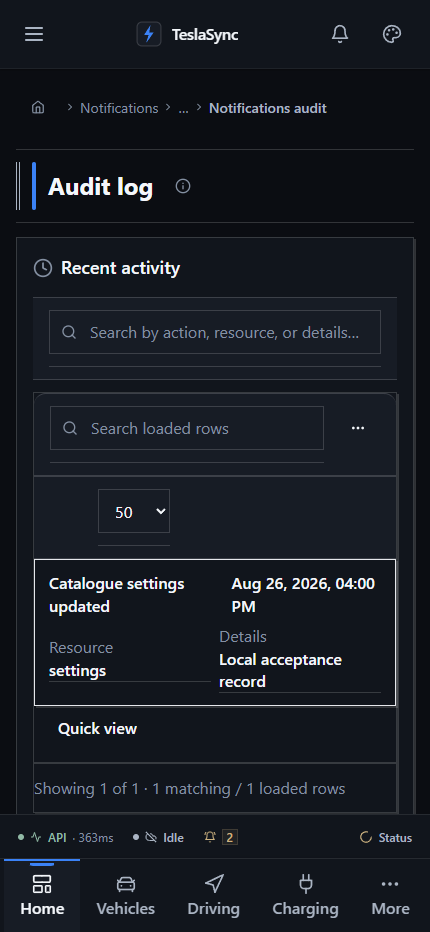 TeslaSync
Notifications
...
Notifications audit
Audit log
Recent activity
Search by action, resource, or details...
Search loaded rows
50
Catalogue settings updated
Aug 26, 2026, 04:00 PM
Resource
settings
Details
Local acceptance record
Quick view
Showing 1 of 1 · 1 matching / 1 loaded rows
API · 363ms
Idle
2
Status
Home
Vehicles
Driving
Charging
More